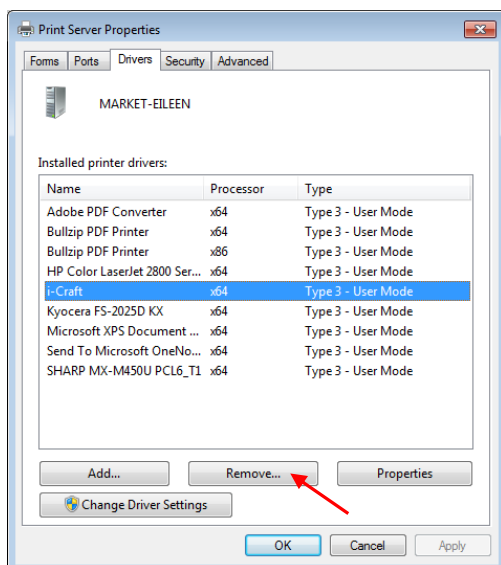 Print Server Properties
Forms Ports Drivers Security Advanced
MARKET-EILEEN
Installed printer drivers:
Name Processor Type
Adobe PDF Converter x64 Type 3 - User Mode
Bullzip PDF Printer x64 Type 3 - User Mode
Bullzip PDF Printer x86 Type 3 - User Mode
HP Color LaserJet 2800 Ser... x64 Type 3 - User Mode
i-Craft x64 Type 3 - User Mode
Kyocera FS-2025D KX x64 Type 3 - User Mode
Microsoft XPS Document ... x64 Type 3 - User Mode
Send To Microsoft OneNo... x64 Type 3 - User Mode
SHARP MX-M450U PCL6_T1 x64 Type 3 - User Mode
Add... Remove... Properties
Change Driver Settings
OK Cancel Apply